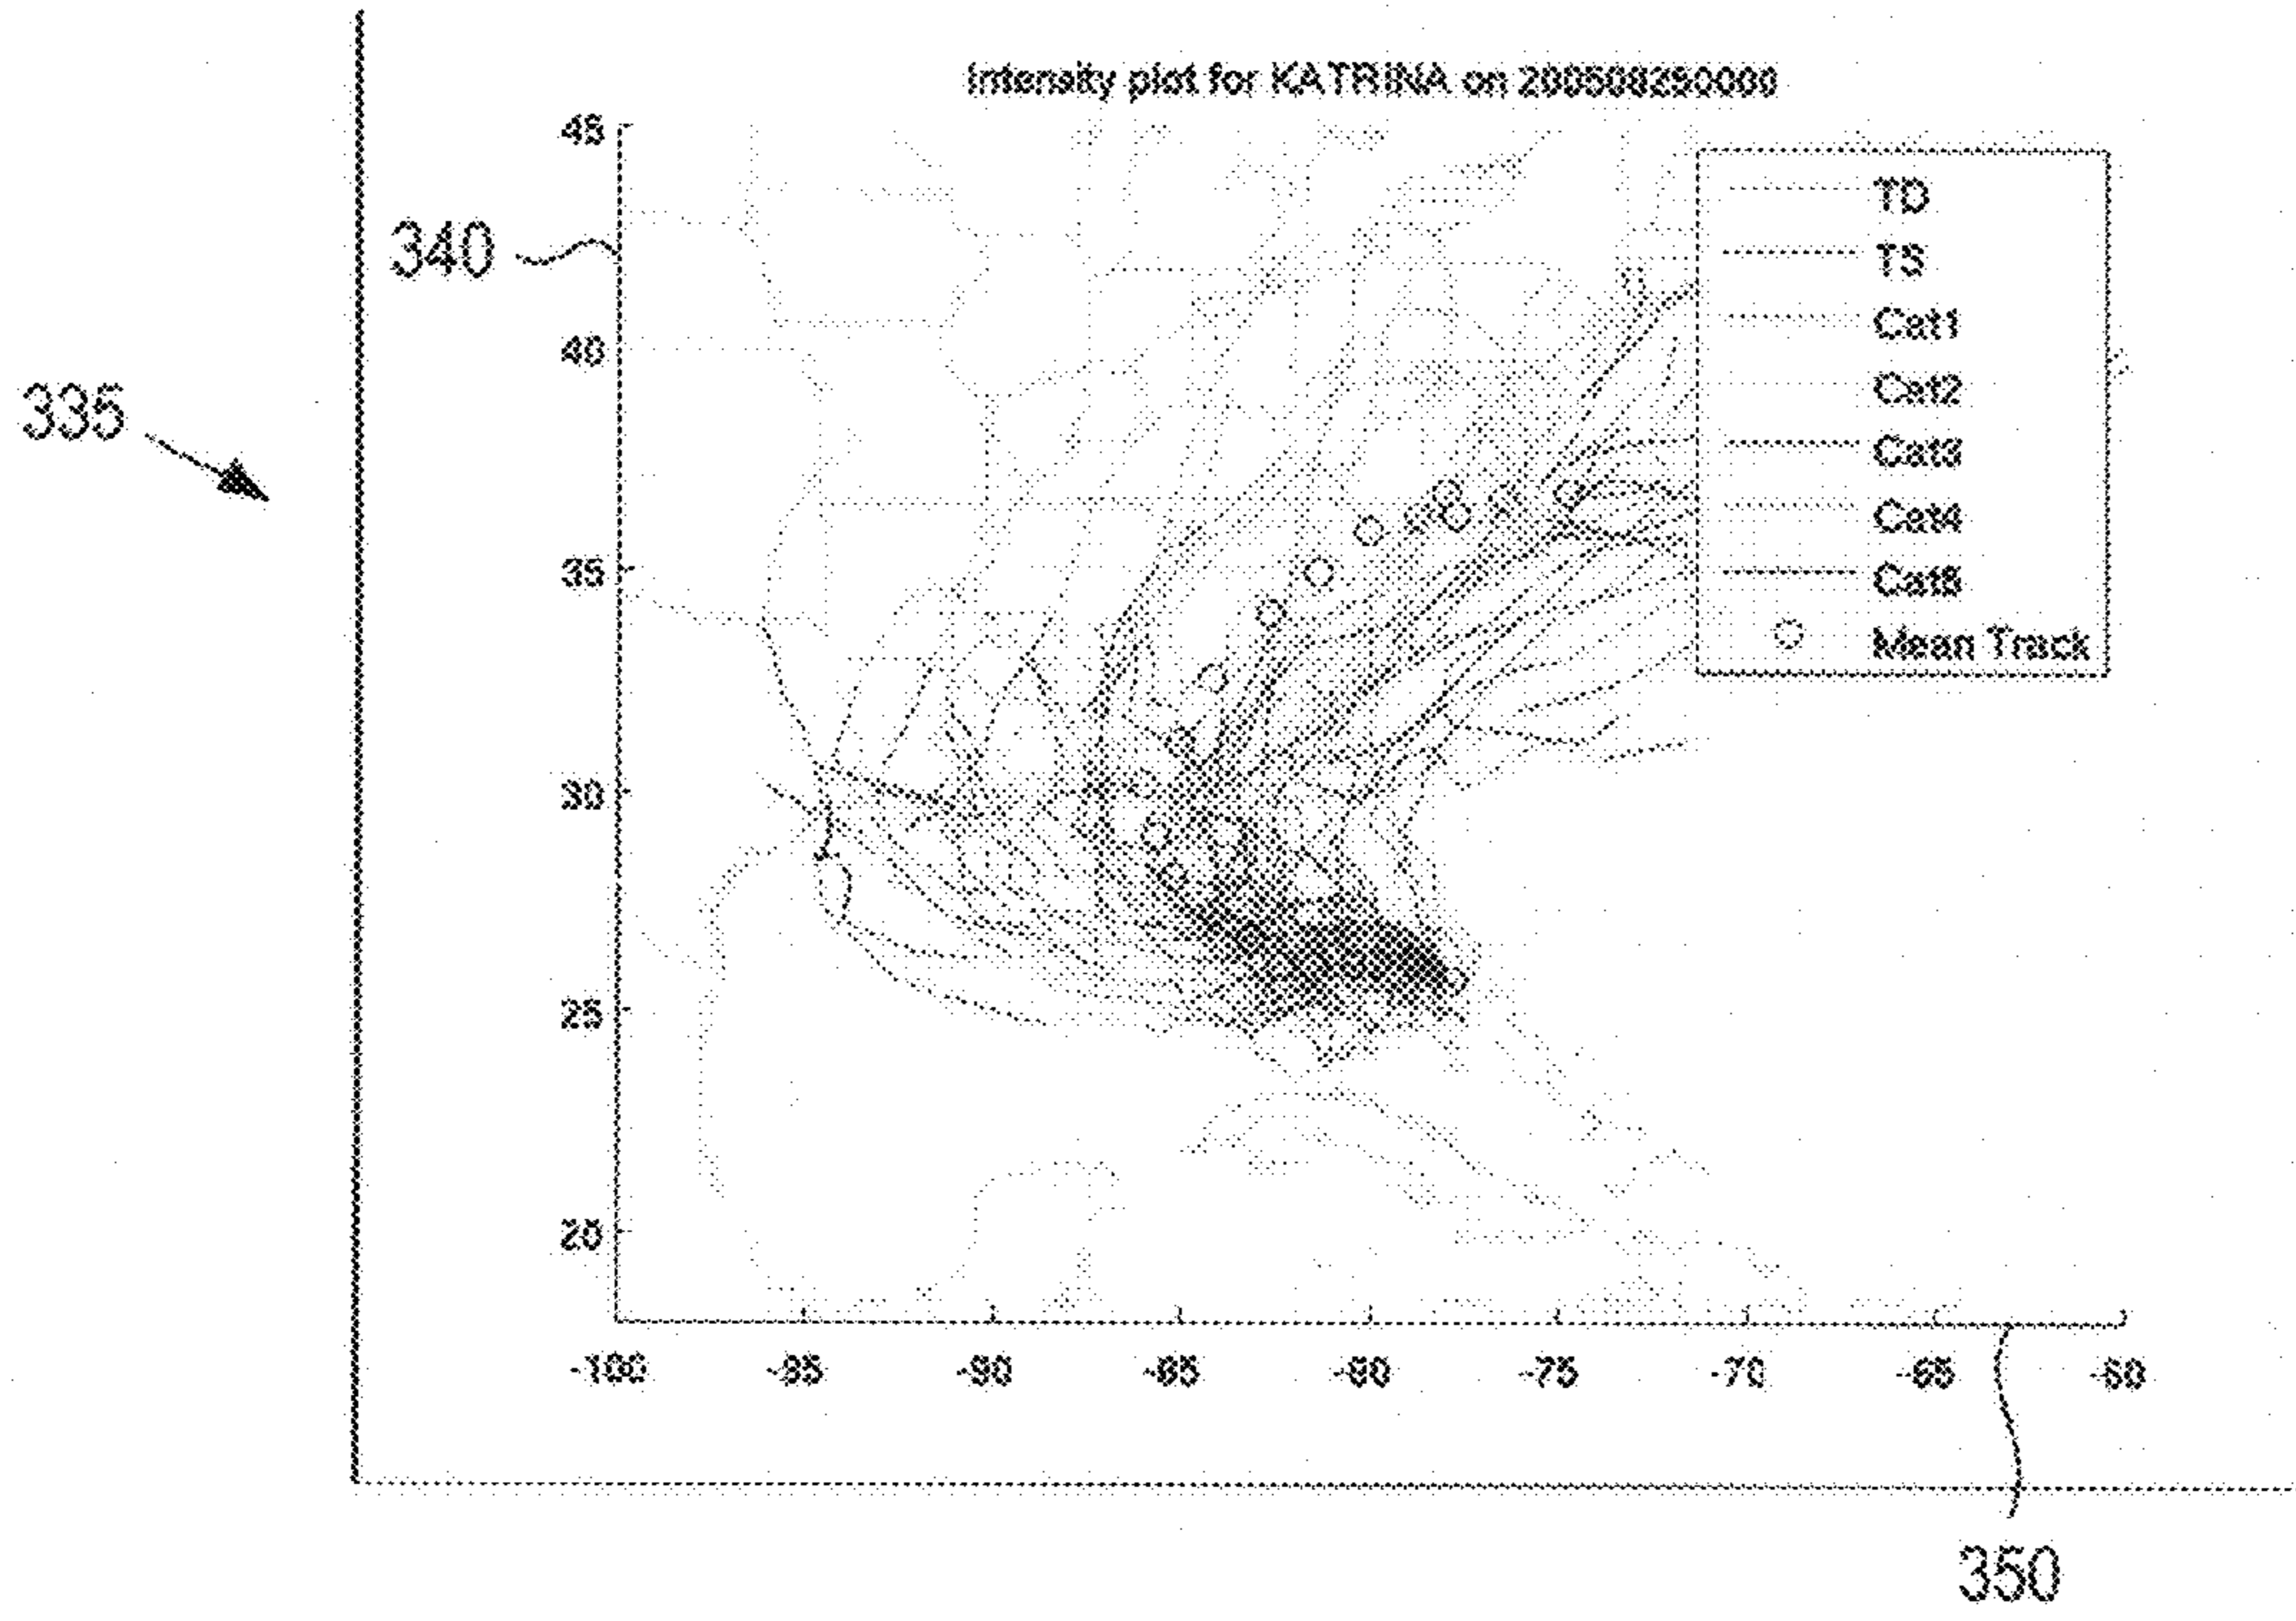 Intensity plot for KATRINA on 200508250000
45
340
40
335
35
30
25
20
-100
-95
-90
-85
-80
-75
-70
-65
-60
TD
TS
Cat1
Cat2
Cat3
Cat4
Cat5
Mean Track
350